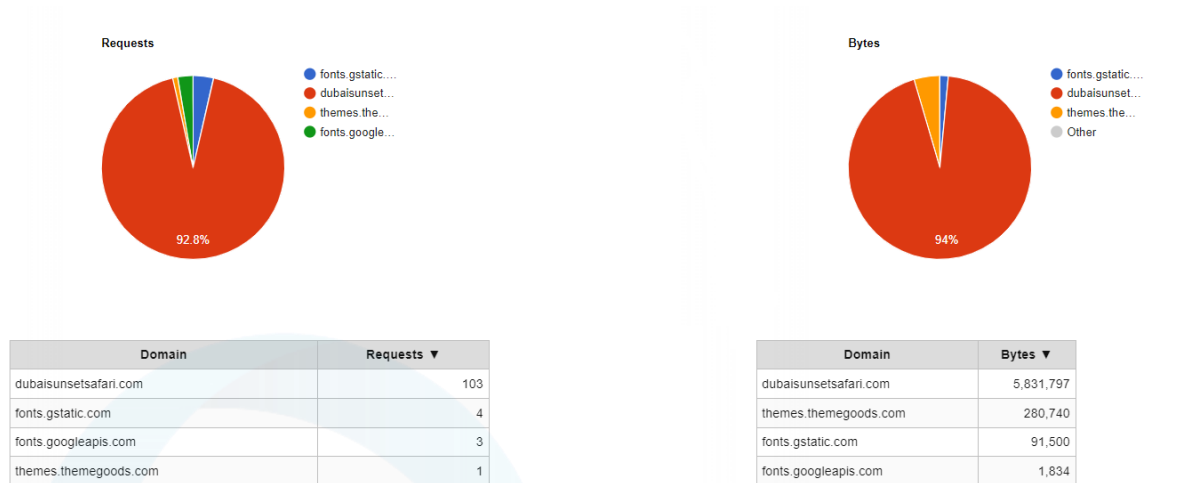 Requests
fonts.gstatic....
dubaisunset...
themes.the...
fonts.google...
92.8%
Domain Requests ▼
dubaisunsetsafari.com 103
fonts.gstatic.com 4
fonts.googleapis.com 3
themes.themegoods.com 1
Bytes
fonts.gstatic....
dubaisunset...
themes.the...
Other
94%
Domain Bytes ▼
dubaisunsetsafari.com 5,831,797
themes.themegoods.com 280,740
fonts.gstatic.com 91,500
fonts.googleapis.com 1,834